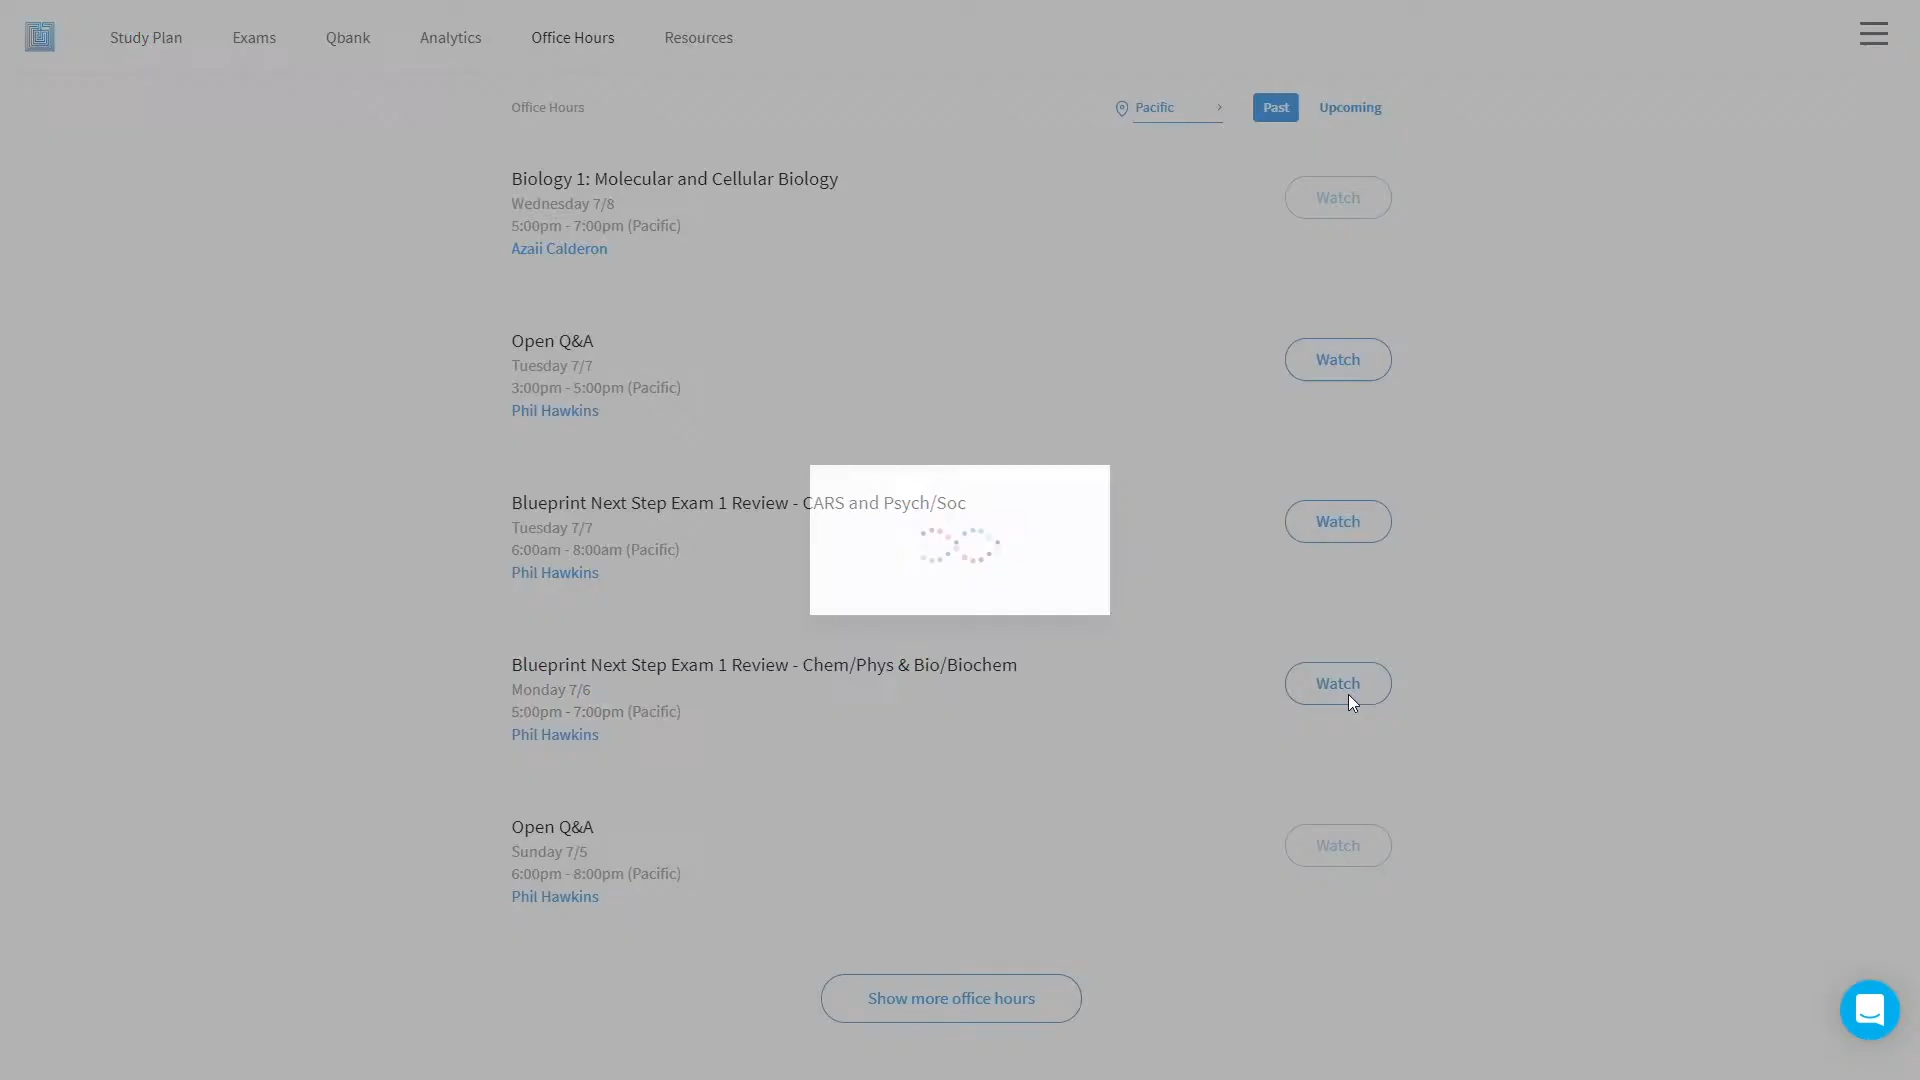 Study Plan Exams Qbank Analytics Office Hours Resources
Office Hours Pacific Past Upcoming
Biology 1: Molecular and Cellular Biology
Wednesday 7/8
5:00pm - 7:00pm (Pacific)
Azaii Calderon
Watch
Open Q&A
Tuesday 7/7
3:00pm - 5:00pm (Pacific)
Phil Hawkins
Watch
Blueprint Next Step Exam 1 Review - CARS and Psych/Soc
Tuesday 7/7
6:00am - 8:00am (Pacific)
Phil Hawkins
Watch
Blueprint Next Step Exam 1 Review - Chem/Phys & Bio/Biochem
Monday 7/6
5:00pm - 7:00pm (Pacific)
Phil Hawkins
Watch
Open Q&A
Sunday 7/5
6:00pm - 8:00pm (Pacific)
Phil Hawkins
Watch
Show more office hours